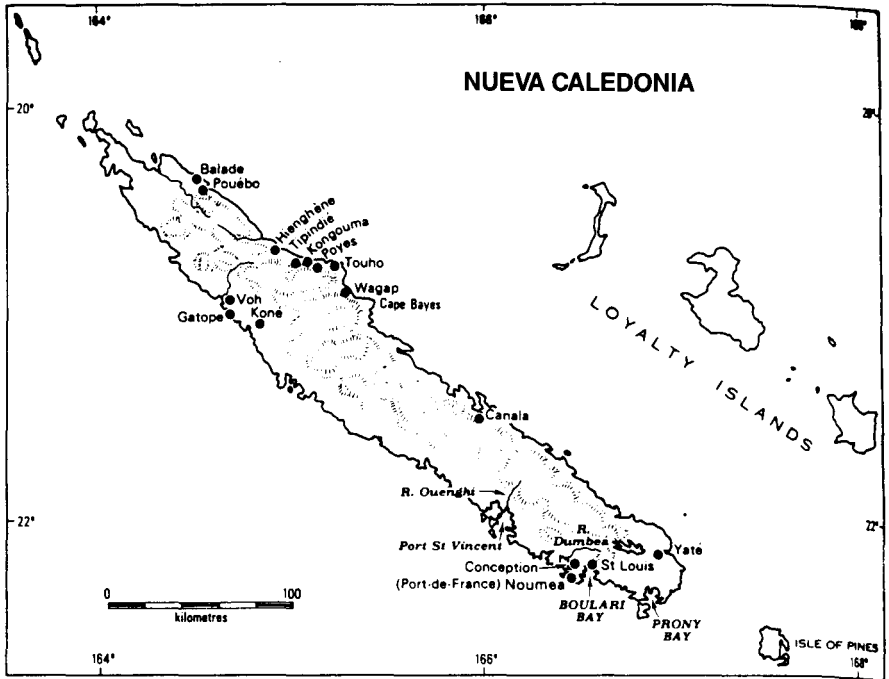 164°
166°
168°
NUEVA CALEDONIA
20°
20°
Balade
Pouébo
Hienghène
Tipindié
Kongouma
Poyes
Touho
Wagap
Cape Bayes
Voh
Gatope
Koné
LOYALTY ISLANDS
Canala
R. Ouenghi
22°
22°
Port St Vincent
R. Dumbea
Yaté
Conception
St Louis
(Port-de-France) Noumea
BOULARI BAY
PRONY BAY
0 100
kilometres
ISLE OF PINES
164°
166°
168°